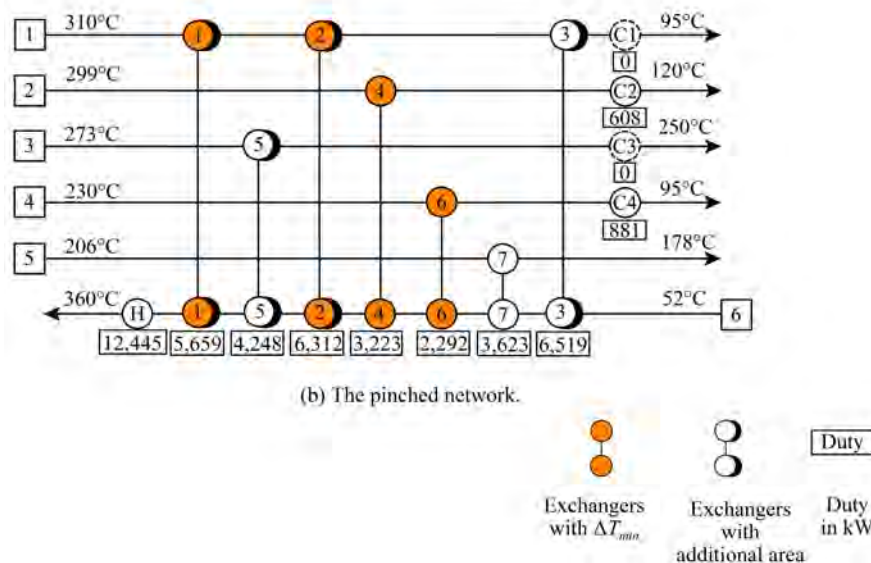 1 310°C 1 2 3 C1 95°C
0
2 299°C 4 C2 120°C
608
3 273°C 5 C3 250°C
0
4 230°C 6 C4 95°C
881
5 206°C 7 178°C
360°C H 1 5 2 4 6 7 3 52°C 6
12,445 5,659 4,248 6,312 3,223 2,292 3,623 6,519
(b) The pinched network.
Duty
Exchangers
with ΔTmin
Exchangers
with
additional area
Duty
in kW